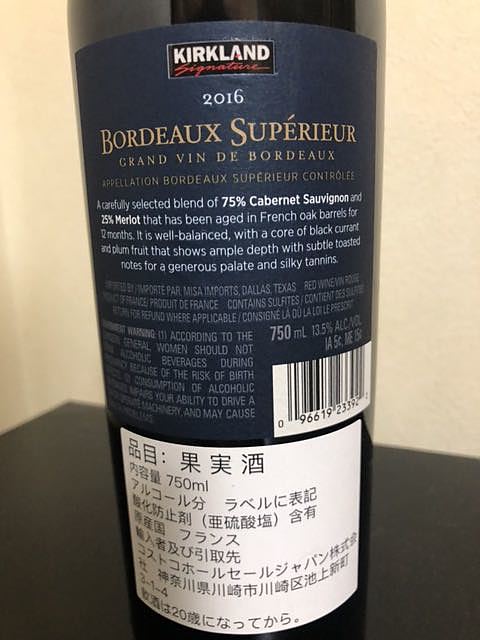 KIRKLAND
Signature
2016
BORDEAUX SUPÉRIEUR
GRAND VIN DE BORDEAUX
APPELLATION BORDEAUX SUPÉRIEUR CONTRÔLÉE
A carefully selected blend of 75% Cabernet Sauvignon and
25% Merlot that has been aged in French oak barrels for
12 months. It is well-balanced, with a core of black currant
and plum fruit that shows ample depth with subtle toasted
notes for a generous palate and silky tannins.
IMPORTED BY / IMPORTÉ PAR: MISA IMPORTS, DALLAS, TEXAS RED WINE/VIN ROUGE
PRODUCT OF FRANCE/ PRODUIT DE FRANCE CONTAINS SULFITES / CONTIENT DES SULFITES
RETURN FOR REFUND WHERE APPLICABLE / CONSIGNÉ LÀ OÙ LA LOI LE PRESCRIT
750 mL 13.5% ALC./VOL.
IA 5¢, ME 15¢
WARNING: (1) ACCORDING TO THE
GENERAL, WOMEN SHOULD NOT
ALCOHOLIC BEVERAGES DURING
BECAUSE OF THE RISK OF BIRTH
CONSUMPTION OF ALCOHOLIC
IMPAIRS YOUR ABILITY TO DRIVE A
MACHINERY, AND MAY CAUSE
0 96619 23392
品目: 果実酒
内容量 750ml
アルコール分 ラベルに表記
酸化防止剤（亜硫酸塩）含有
原産国 フランス
輸入者及び引取先
コストコホールセールジャパン株式会
社 神奈川県川崎市川崎区池上新町
3-1-4
飲酒は20歳になってから。